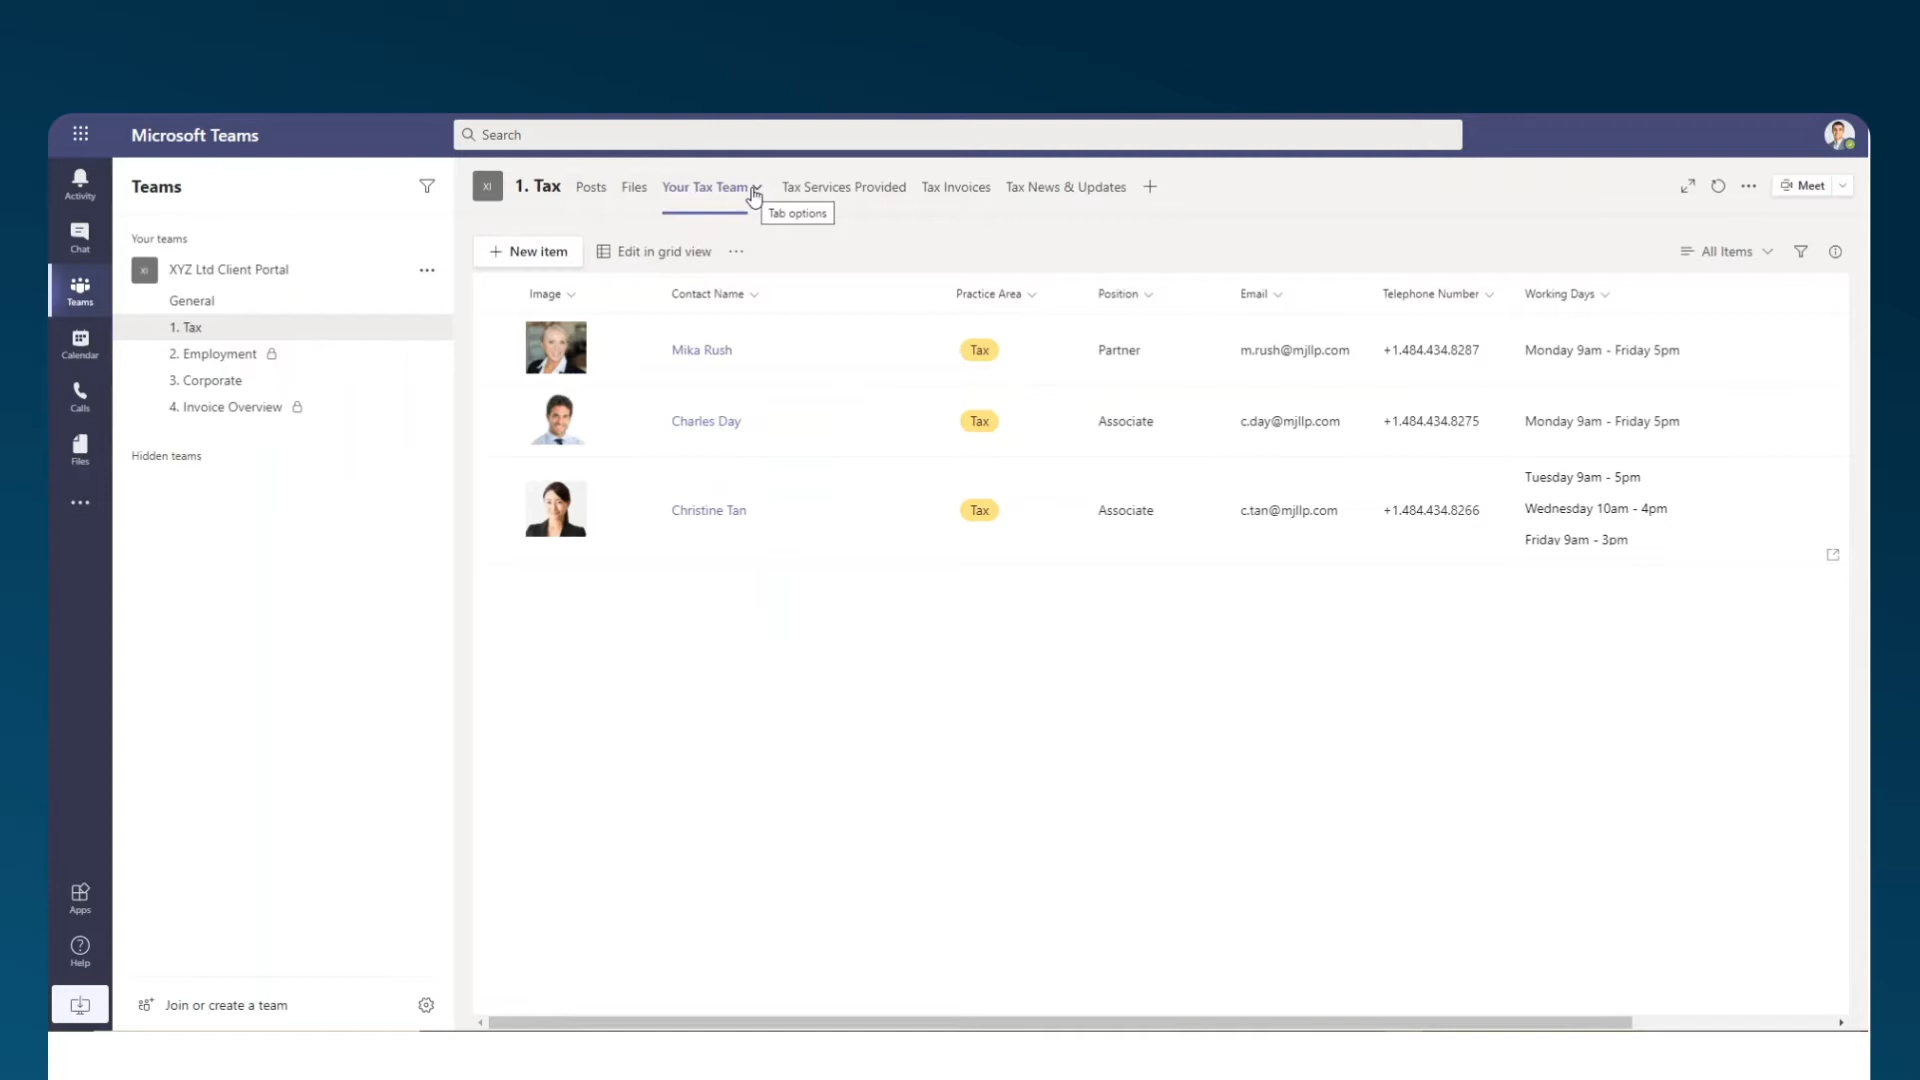 Microsoft Teams
Search
Activity
Chat
Teams
Calendar
Calls
Files
Apps
Help
Teams
Your teams
XI XYZ Ltd Client Portal
General
1. Tax
2. Employment
3. Corporate
4. Invoice Overview
Hidden teams
Join or create a team
XI 1. Tax Posts Files Your Tax Team Tax Services Provided Tax Invoices Tax News & Updates Meet
Tab options
New item Edit in grid view All Items
Image Contact Name Practice Area Position Email Telephone Number Working Days
Mika Rush Tax Partner m.rush@mjllp.com +1.484.434.8287 Monday 9am - Friday 5pm
Charles Day Tax Associate c.day@mjllp.com +1.484.434.8275 Monday 9am - Friday 5pm
Tuesday 9am - 5pm
Christine Tan Tax Associate c.tan@mjllp.com +1.484.434.8266 Wednesday 10am - 4pm
Friday 9am - 3pm